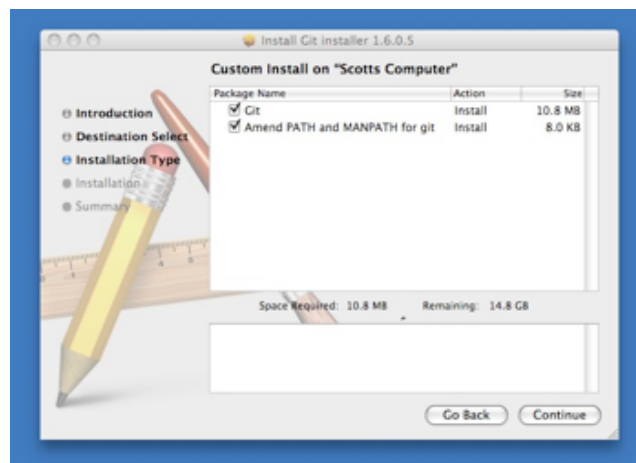 Install Git installer 1.6.0.5
Custom Install on "Scotts Computer"
Introduction
Destination Select
Installation Type
Installation
Summary
Package Name Action Size
Git Install 10.8 MB
Amend PATH and MANPATH for git Install 8.0 KB
Space Required: 10.8 MB Remaining: 14.8 GB
Go Back Continue